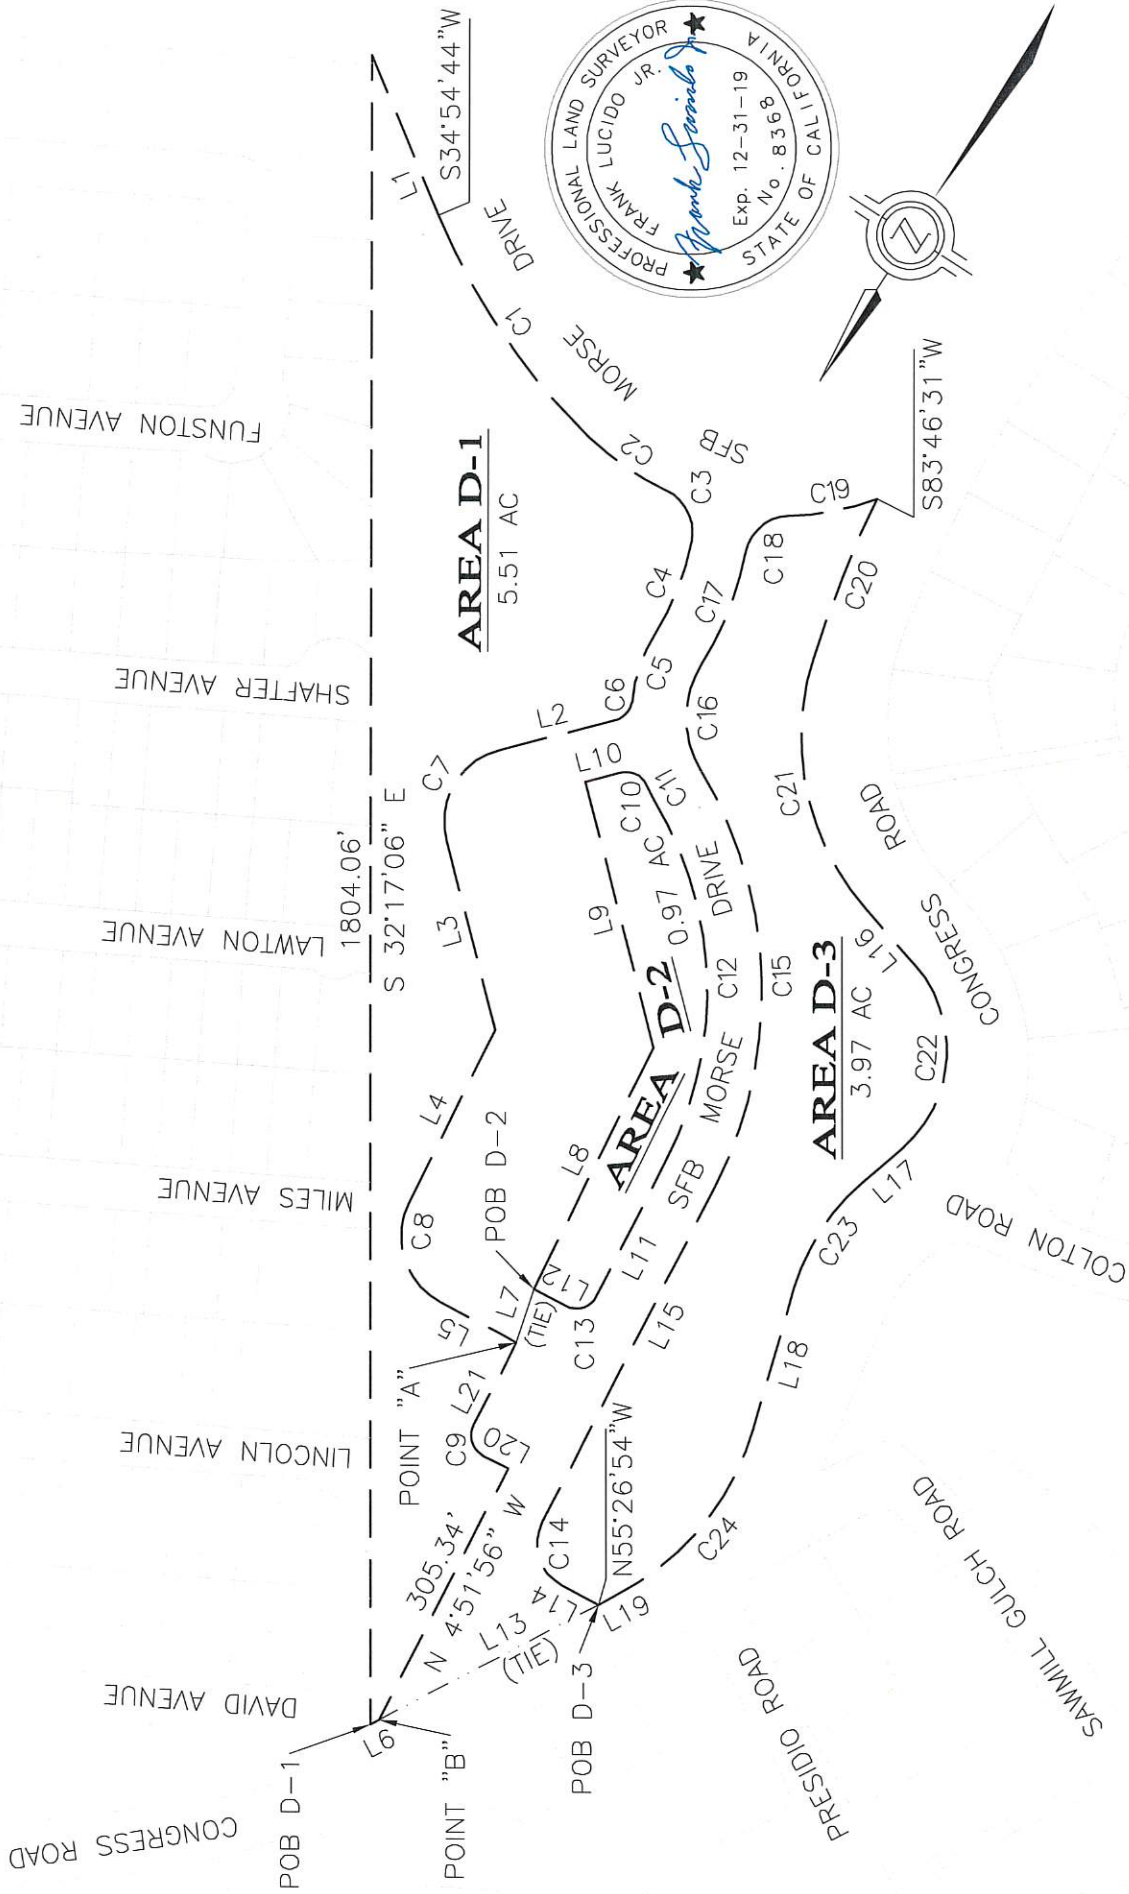 CONGRESS ROAD
DAVID AVENUE
LINCOLN AVENUE
MILES AVENUE
LAWTON AVENUE
SHAFTER AVENUE
FUNSTON AVENUE
POB D-1
L6
POINT "B"
1804.06'
S 32°17'06" E
305.34'
N 4°51'56" W
POINT "A"
C9
L20
L21
L5
L7
(TIE)
POB D-2
C8
L4
L3
C7
L2
AREA D-1
5.51 AC
C6
C5
C4
C3
C2
C1
L1
S34°54'44"W
MORSE DRIVE
SFB
AREA D-2
0.97 AC
L8
L9
L10
C10
C11
C12
L11
L12
C13
SFB MORSE DRIVE
L13
(TIE)
POB D-3
L14
C14
N55°26'54"W
L19
L15
C15
C16
C17
C18
C19
S83°46'31"W
C20
C21
L16
C22
L17
C23
L18
C24
AREA D-3
3.97 AC
CONGRESS ROAD
COLTON ROAD
SAWMILL GULCH ROAD
PRESIDIO ROAD
PROFESSIONAL LAND SURVEYOR
FRANK LUCIDO JR.
Frank Lucido Jr
Exp. 12-31-19
No. 8368
STATE OF CALIFORNIA
N